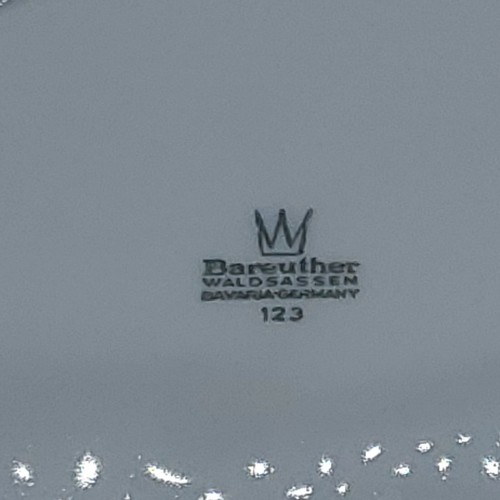 Bareuther
WALDSASSEN
BAVARIA-GERMANY
123